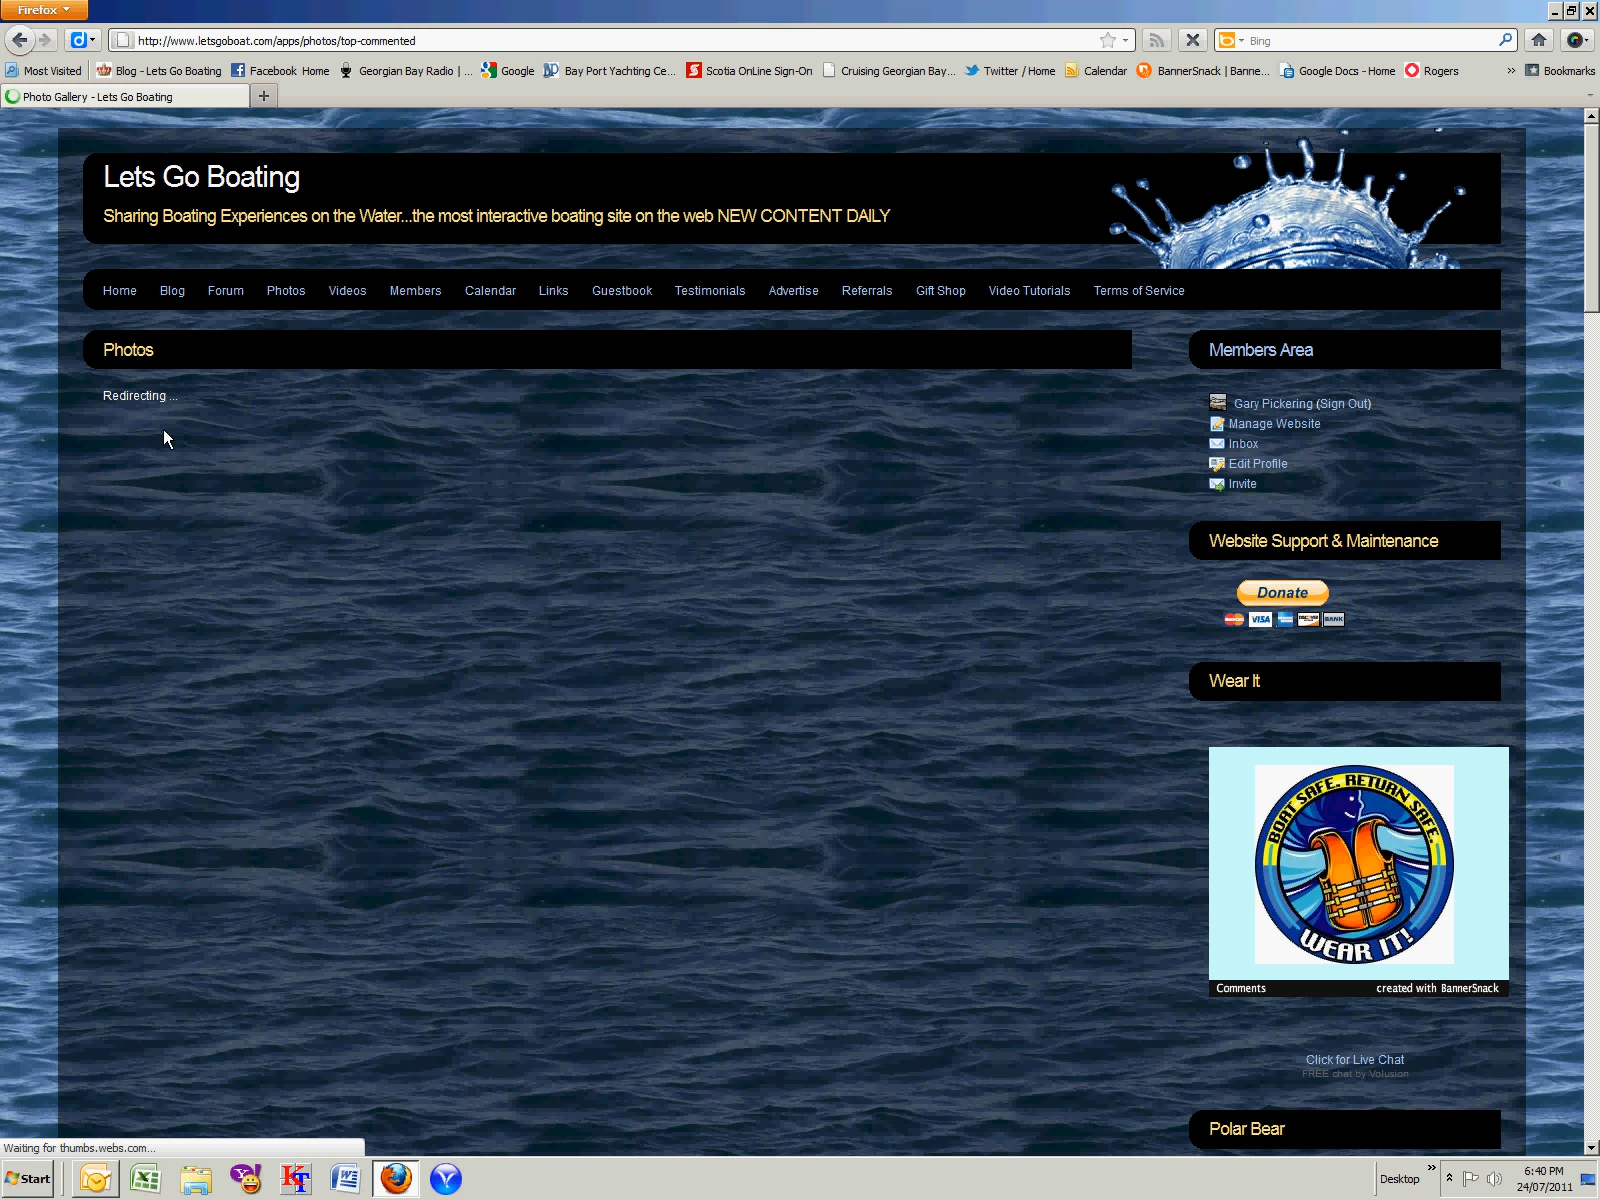 Firefox
http://www.letsgoboat.com/apps/photos/top-commented
Bing
Most Visited
Blog - Lets Go Boating
Facebook Home
Georgian Bay Radio | ...
Google
Bay Port Yachting Ce...
Scotia OnLine Sign-On
Cruising Georgian Bay...
Twitter / Home
Calendar
BannerSnack | Banne...
Google Docs - Home
Rogers
»
Bookmarks
Photo Gallery - Lets Go Boating
Lets Go Boating
Sharing Boating Experiences on the Water...the most interactive boating site on the web NEW CONTENT DAILY
Home Blog Forum Photos Videos Members Calendar Links Guestbook Testimonials Advertise Referrals Gift Shop Video Tutorials Terms of Service
Photos
Redirecting ...
Members Area
Gary Pickering (Sign Out)
Manage Website
Inbox
Edit Profile
Invite
Website Support & Maintenance
Donate
VISA
DISCOVER
BANK
Wear It
BOAT SAFE. RETURN SAFE.
WEAR IT!
Comments
created with BannerSnack
Click for Live Chat
FREE chat by Volusion
Polar Bear
Waiting for thumbs.webs.com...
Start
Desktop
»
6:40 PM
24/07/2011